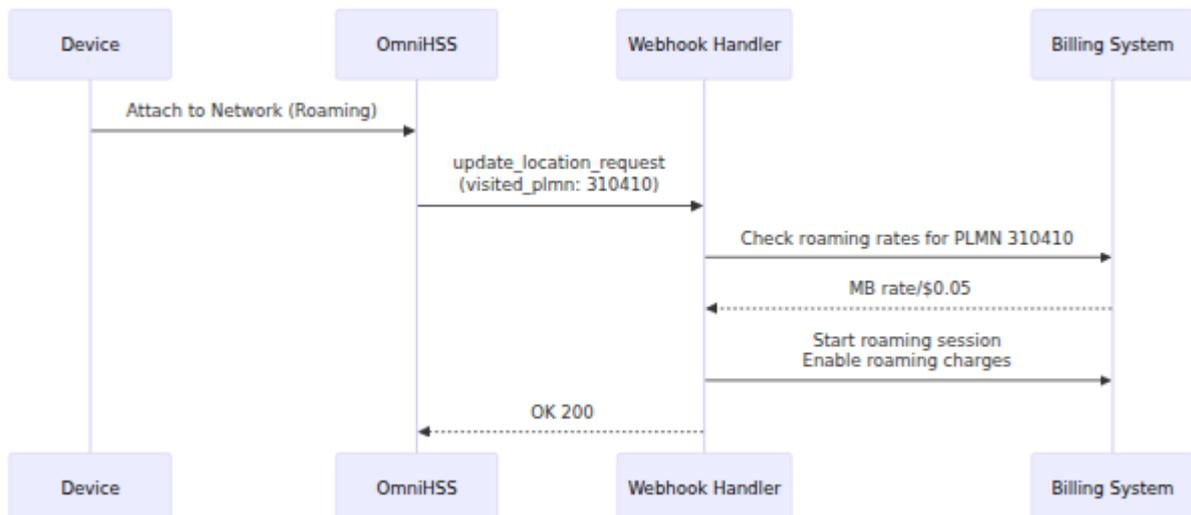 Device
OmniHSS
Webhook Handler
Billing System
Attach to Network (Roaming)
update_location_request
(visited_plmn: 310410)
Check roaming rates for PLMN 310410
MB rate/$0.05
Start roaming session
Enable roaming charges
OK 200
Device
OmniHSS
Webhook Handler
Billing System